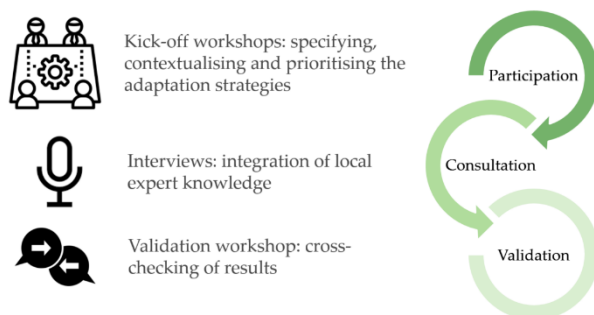 Kick-off workshops: specifying,
contextualising and prioritising the
adaptation strategies
Participation
Interviews: integration of local
expert knowledge
Consultation
Validation workshop: cross-
checking of results
Validation